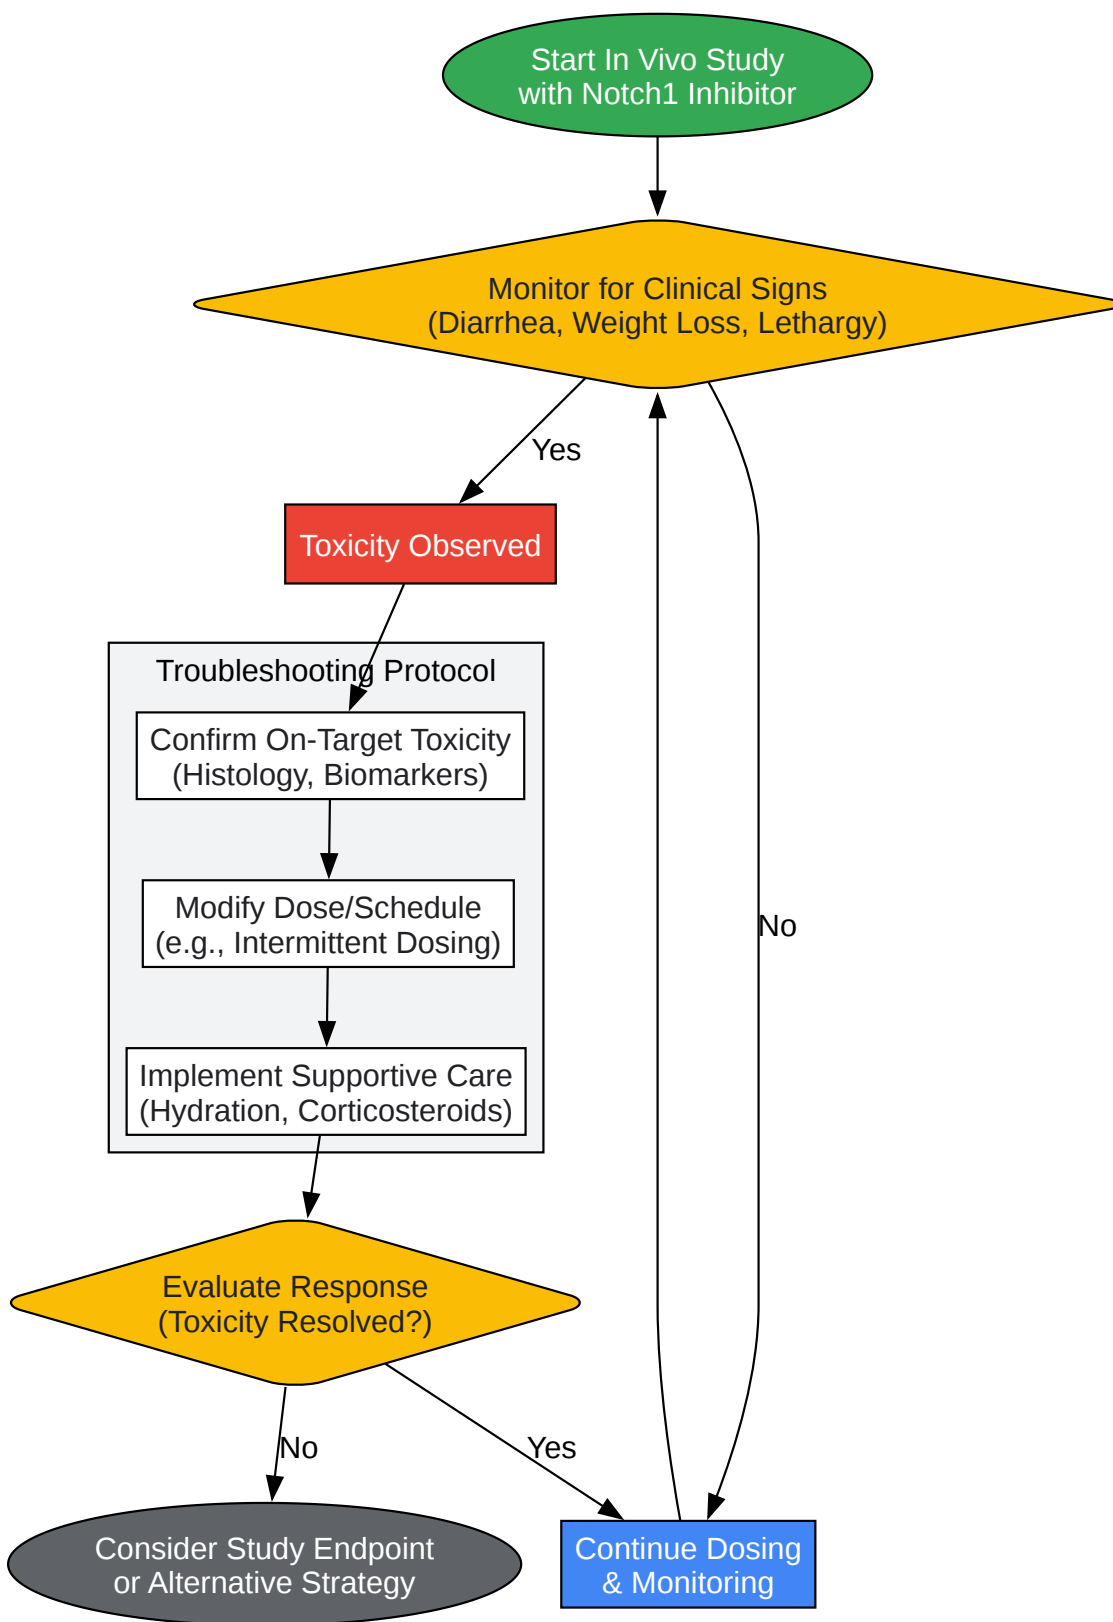 Start In Vivo Study
with Notch1 Inhibitor
Monitor for Clinical Signs
(Diarrhea, Weight Loss, Lethargy)
Yes
Toxicity Observed
Troubleshooting Protocol
Confirm On-Target Toxicity
(Histology, Biomarkers)
Modify Dose/Schedule
(e.g., Intermittent Dosing)
No
Implement Supportive Care
(Hydration, Corticosteroids)
Evaluate Response
(Toxicity Resolved?)
No
Yes
Consider Study Endpoint
or Alternative Strategy
Continue Dosing
& Monitoring